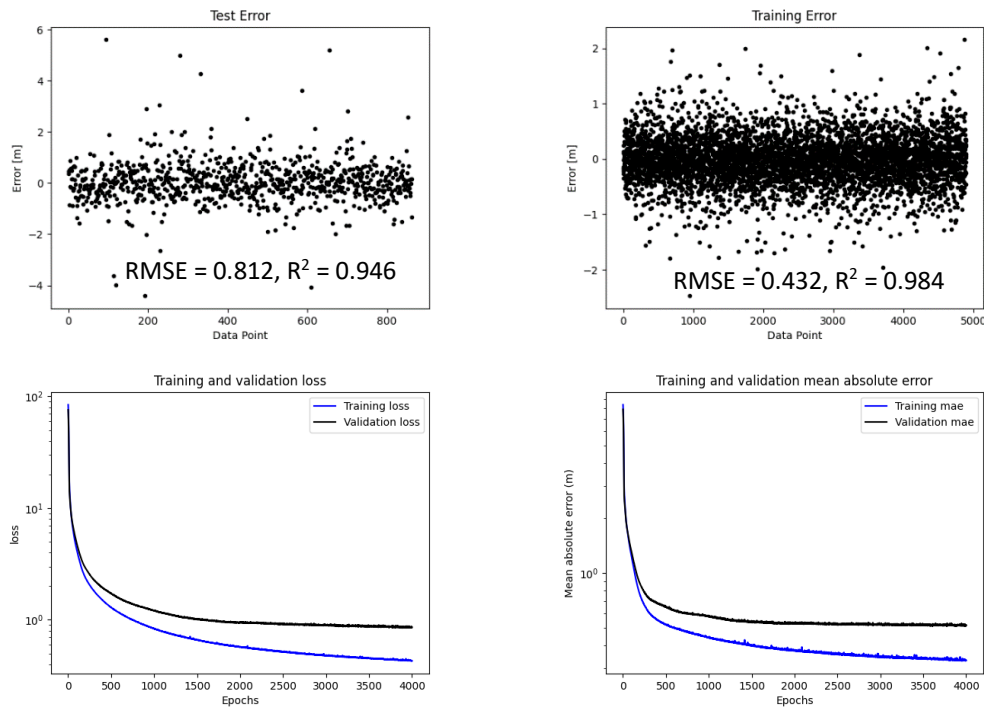 Test Error
6
4
2
0
−2
−4
Error [m]
RMSE = 0.812, R² = 0.946
0 200 400 600 800
Data Point
Training Error
2
1
0
−1
−2
Error [m]
RMSE = 0.432, R² = 0.984
0 1000 2000 3000 4000 5000
Data Point
Training and validation loss
10²
10¹
10⁰
loss
Training loss
Validation loss
0 500 1000 1500 2000 2500 3000 3500 4000
Epochs
Training and validation mean absolute error
10⁰
Mean absolute error (m)
Training mae
Validation mae
0 500 1000 1500 2000 2500 3000 3500 4000
Epochs